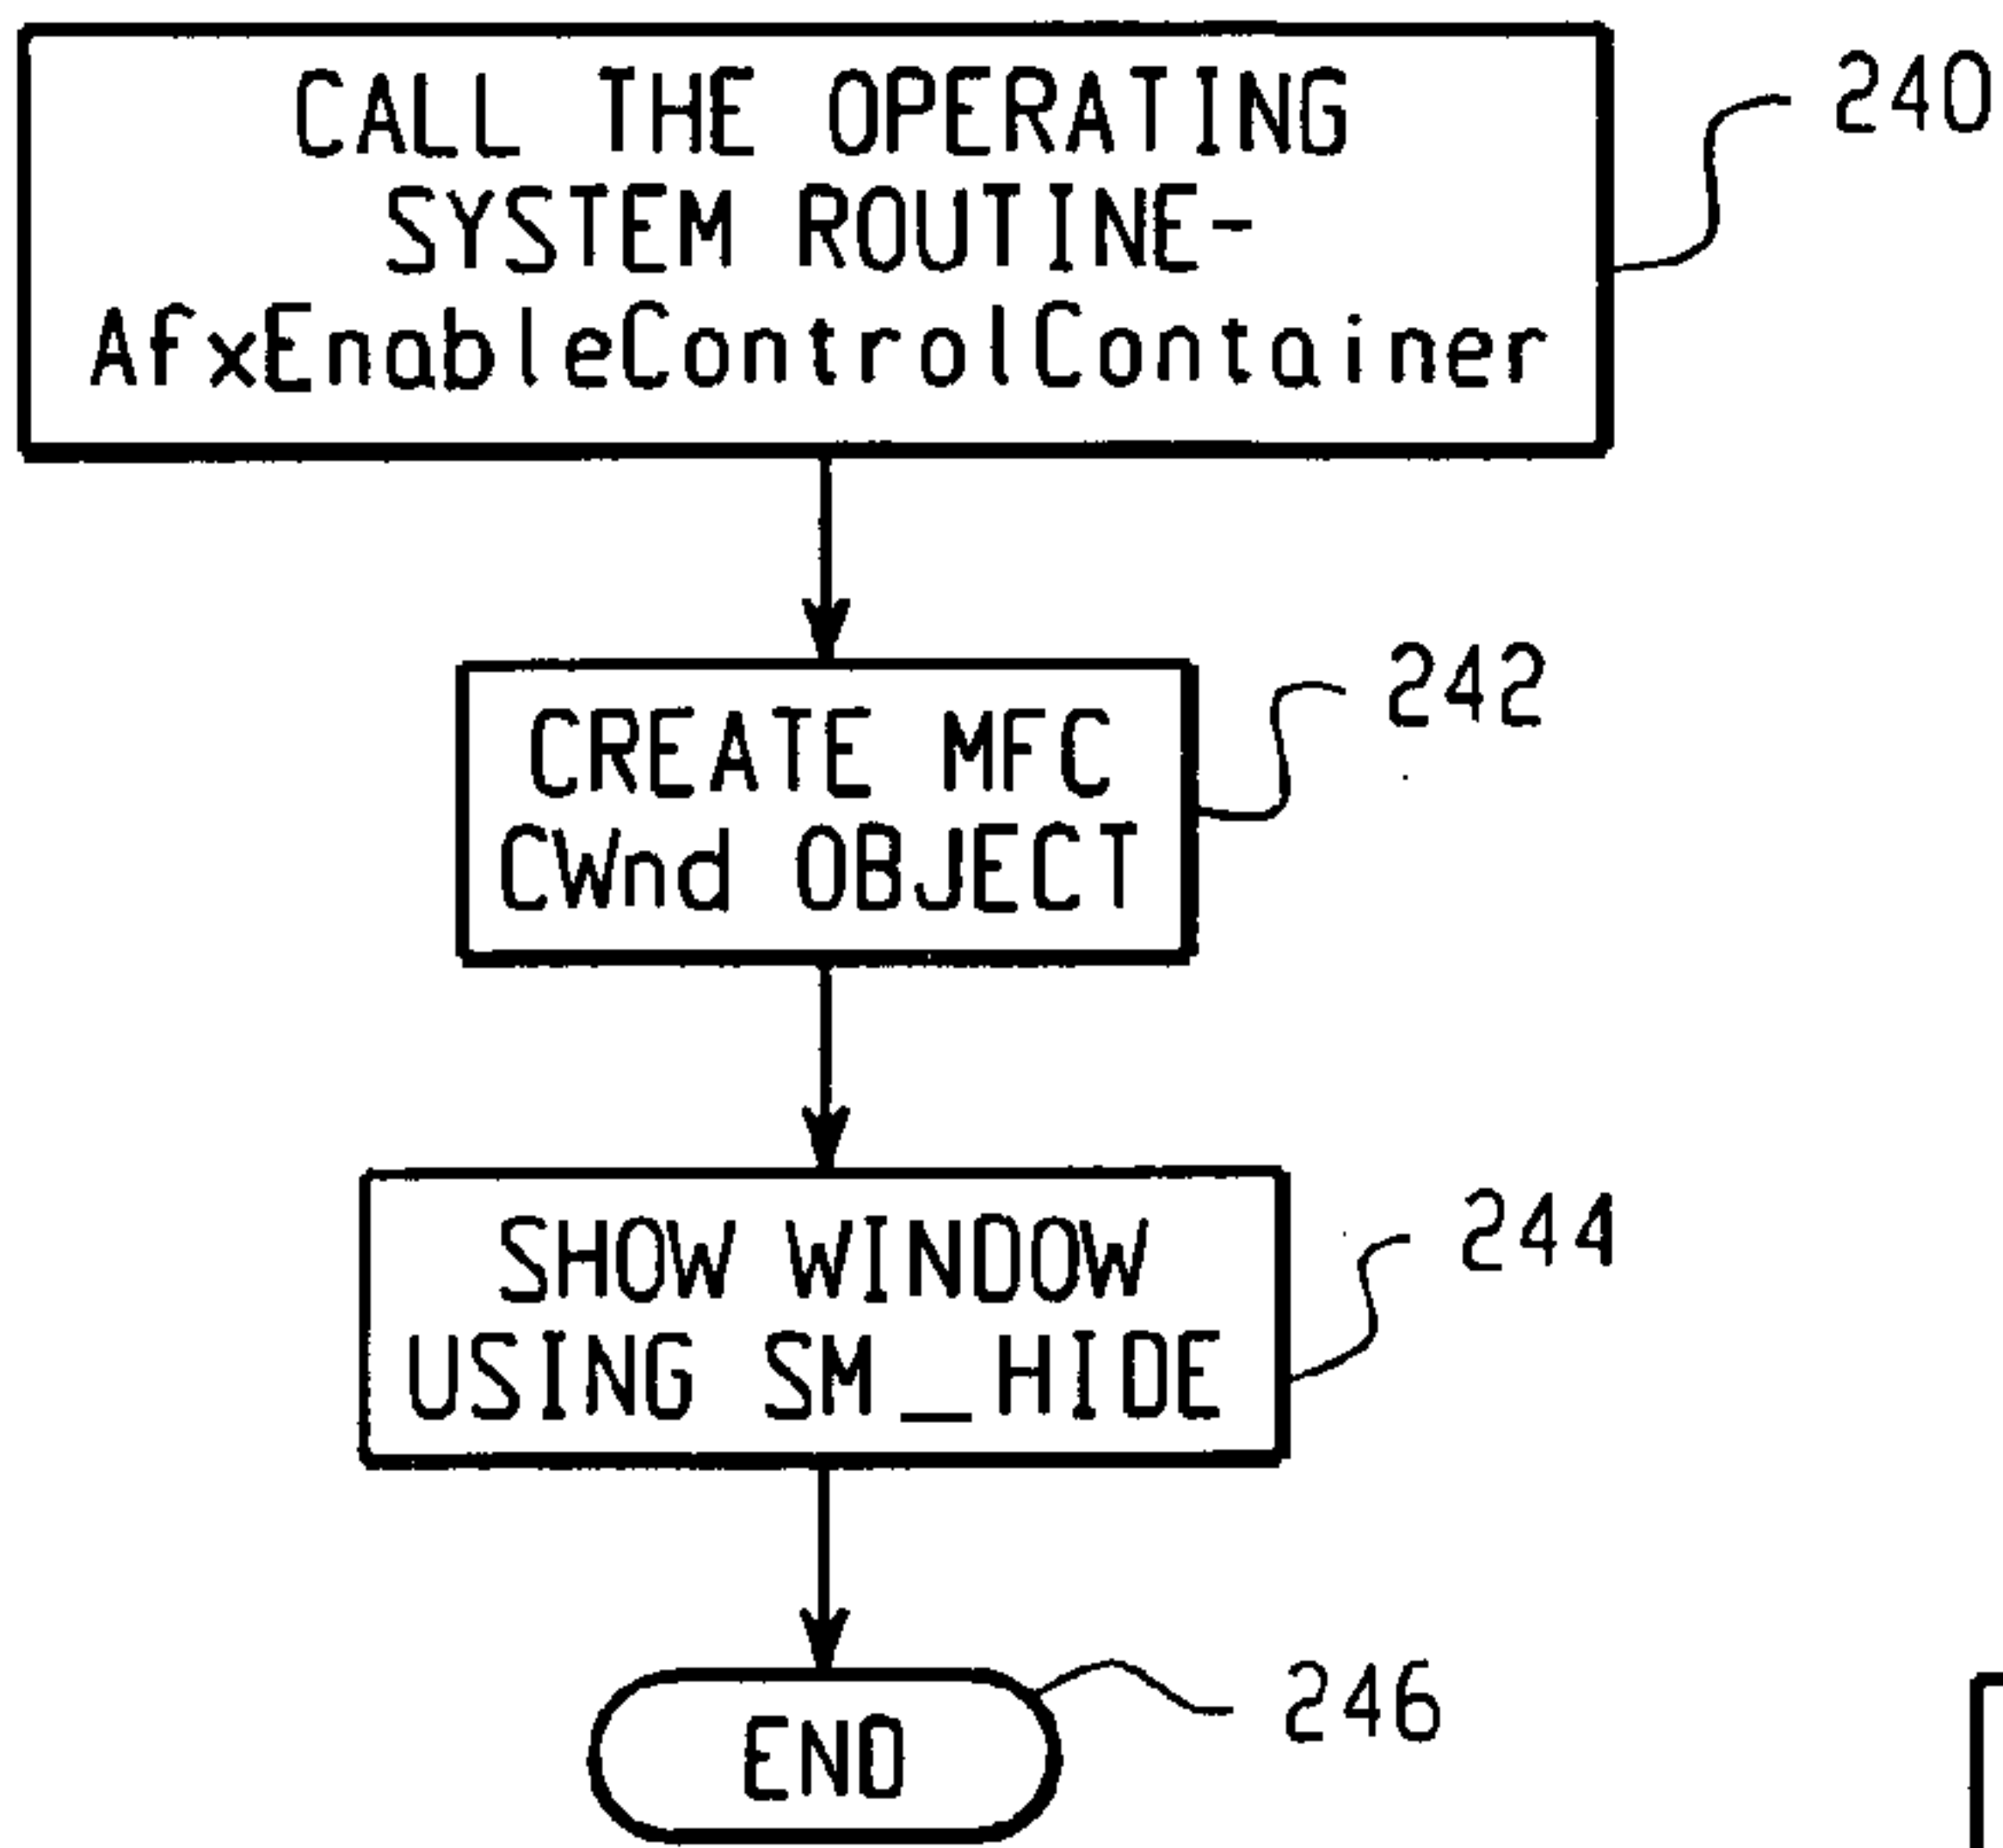 CALL THE OPERATING
SYSTEM ROUTINE-
AfxEnableControlContainer
240
CREATE MFC
CWnd OBJECT
242
SHOW WINDOW
USING SM_HIDE
244
END
246